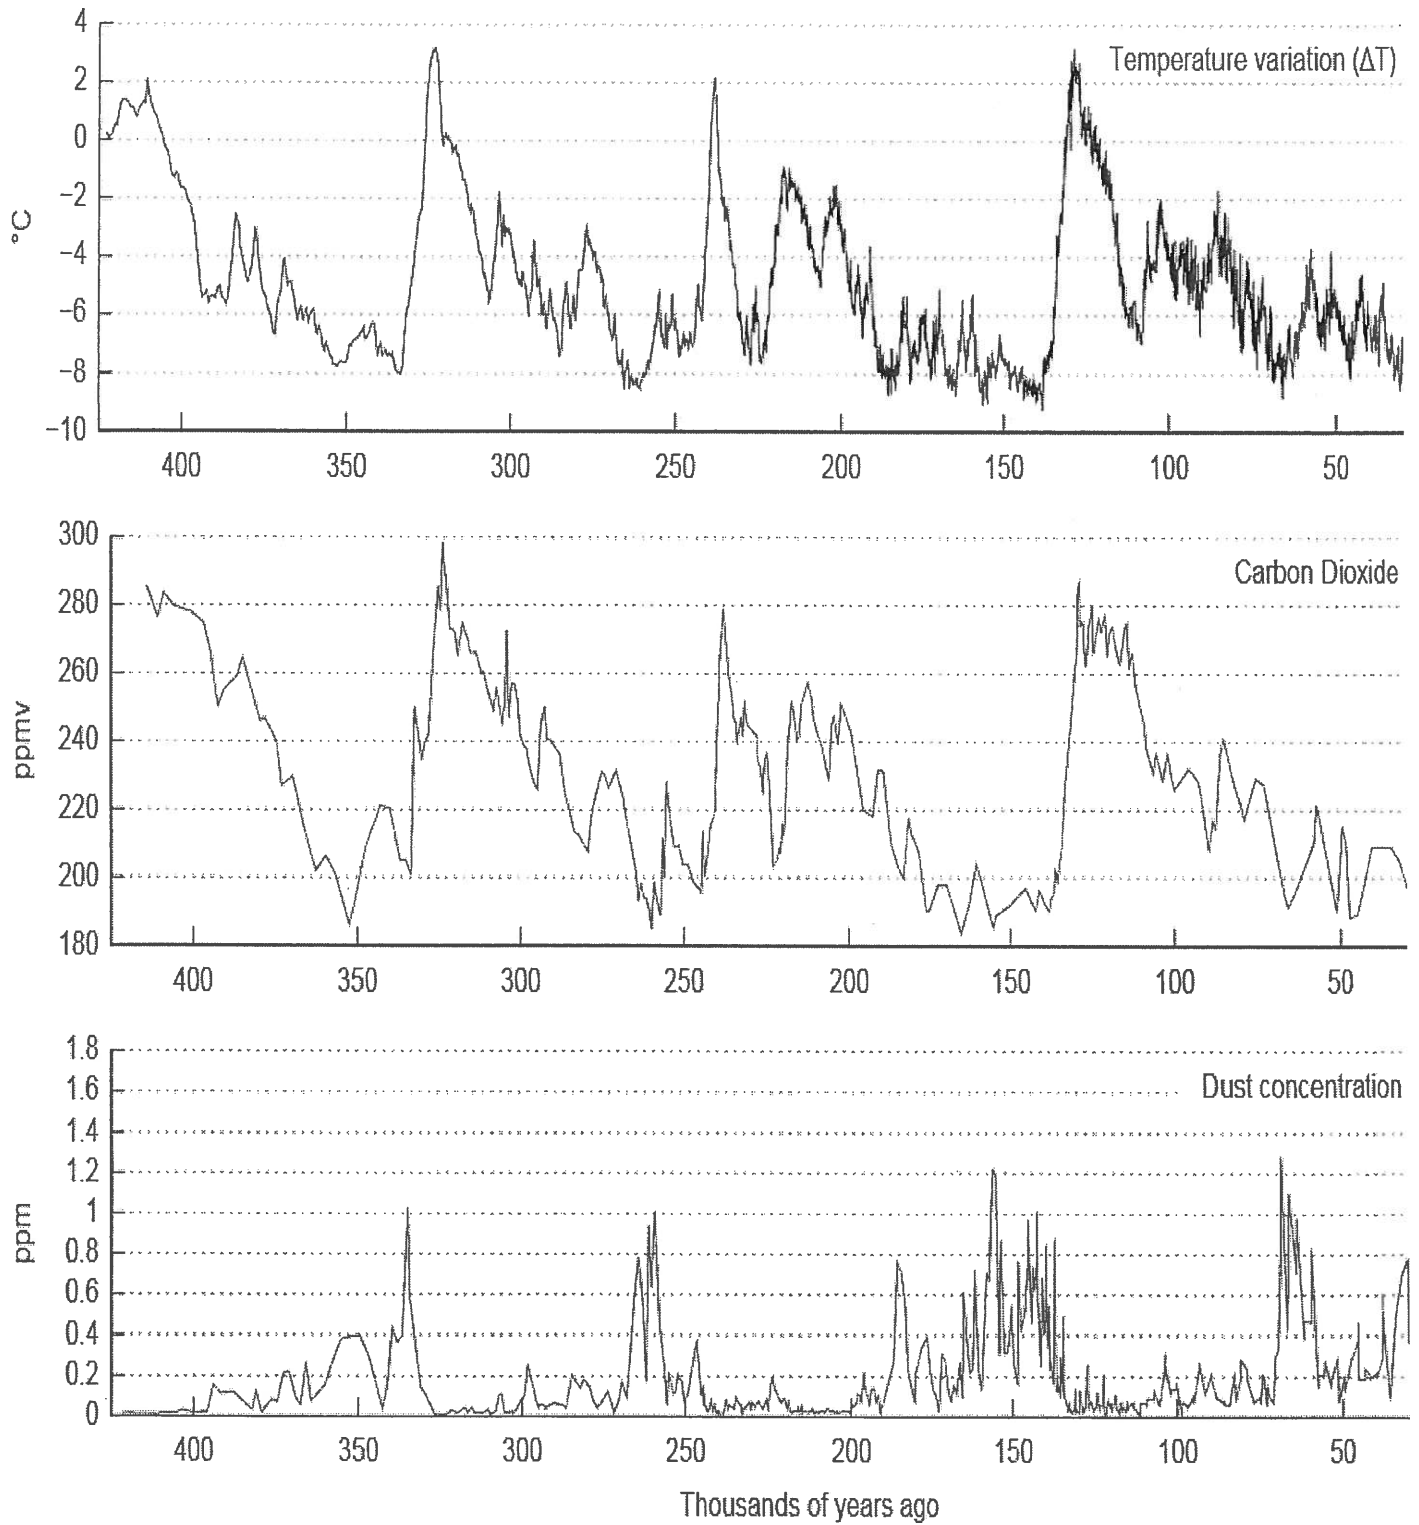 4
Temperature variation (ΔT)
2
0
−2
°C
−4
−6
−8
−10
400 350 300 250 200 150 100 50
300
Carbon Dioxide
280
260
ppmv
240
220
200
180
400 350 300 250 200 150 100 50
1.8
1.6
Dust concentration
1.4
1.2
ppm
1
0.8
0.6
0.4
0.2
0
400 350 300 250 200 150 100 50
Thousands of years ago